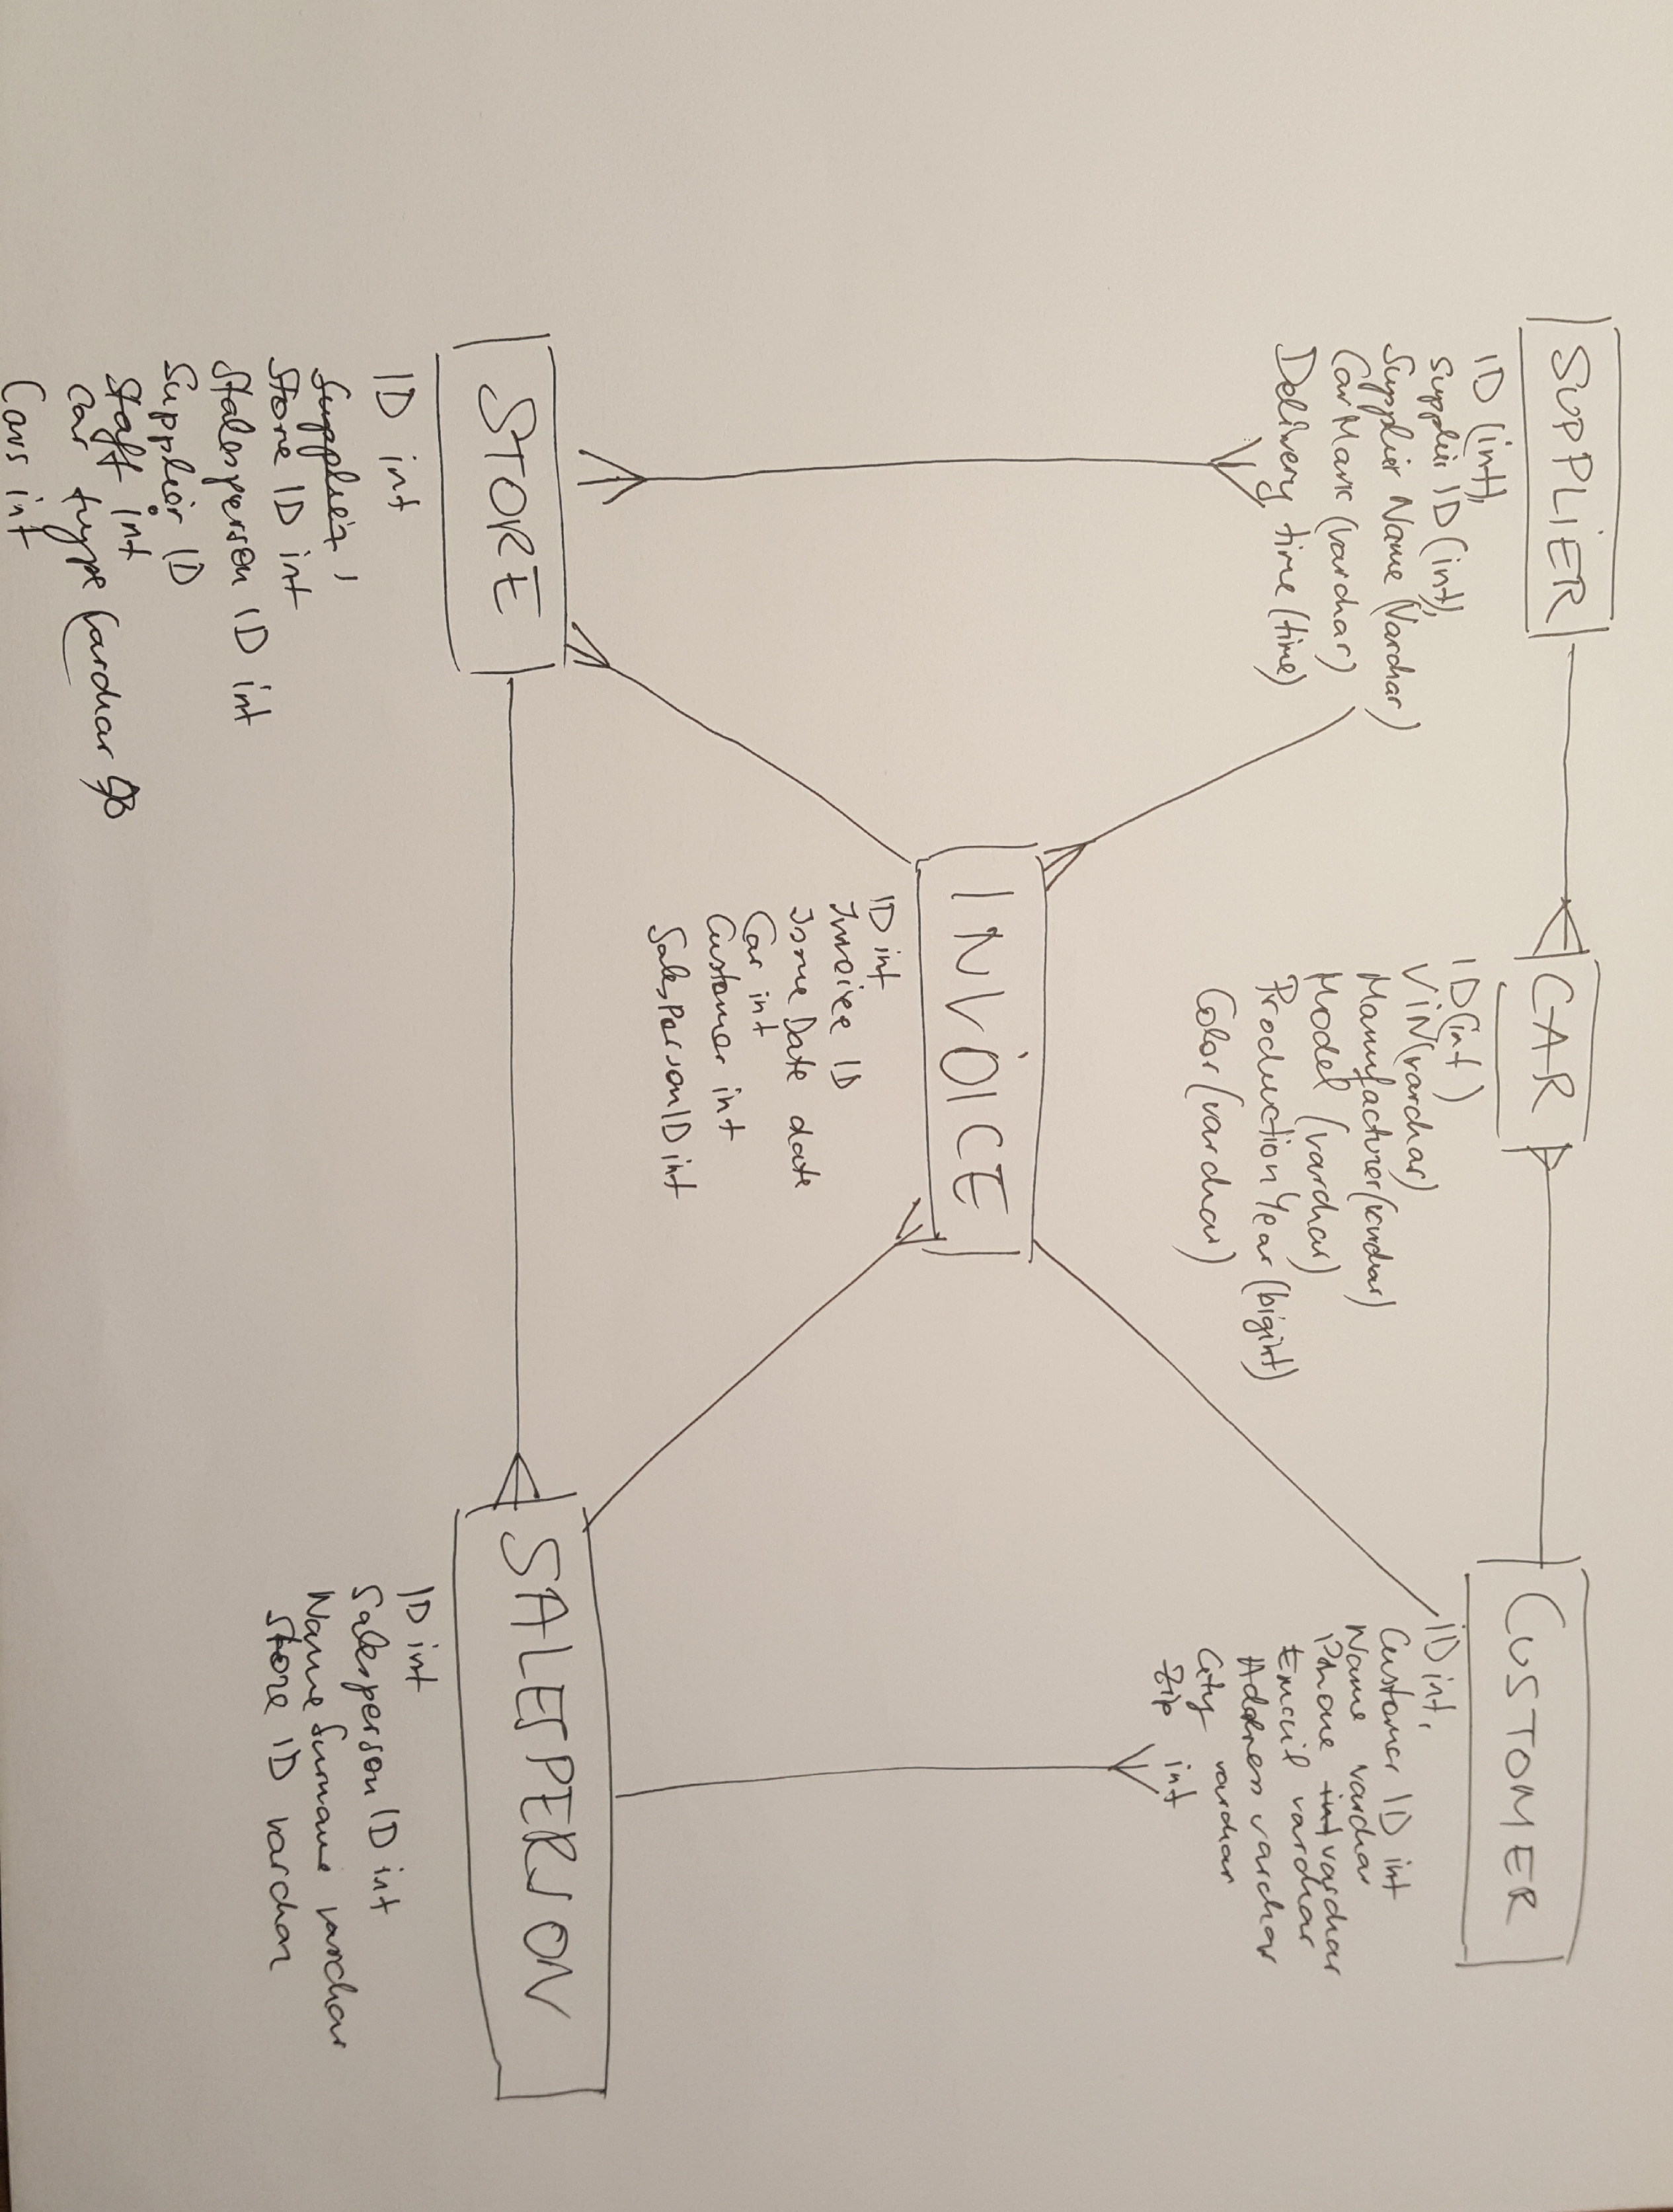 SUPPLIER
ID (int),
Supplier ID (int),
Supplier Name (Varchar)
Car Mark (varchar)
Delivery time (time)
CAR
ID (int)
VIN (varchar)
Manufacturer (varchar)
Model (varchar)
Production Year (bigint)
Color (varchar)
CUSTOMER
ID int,
Customer ID int
Name varchar
Phone int varchar
Email varchar
Address varchar
City varchar
Zip int
INVOICE
ID int
Invoice ID
Issue Date date
Car int
Customer int
SalesPersonID int
STORE
ID int
Supplier,
Store ID int
Stalesperson ID int
Supplier ID
Staff int
Car type (varchar
Cars int
SALESPERSON
ID int
Salesperson ID int
Name Surname varchar
Store ID varchar